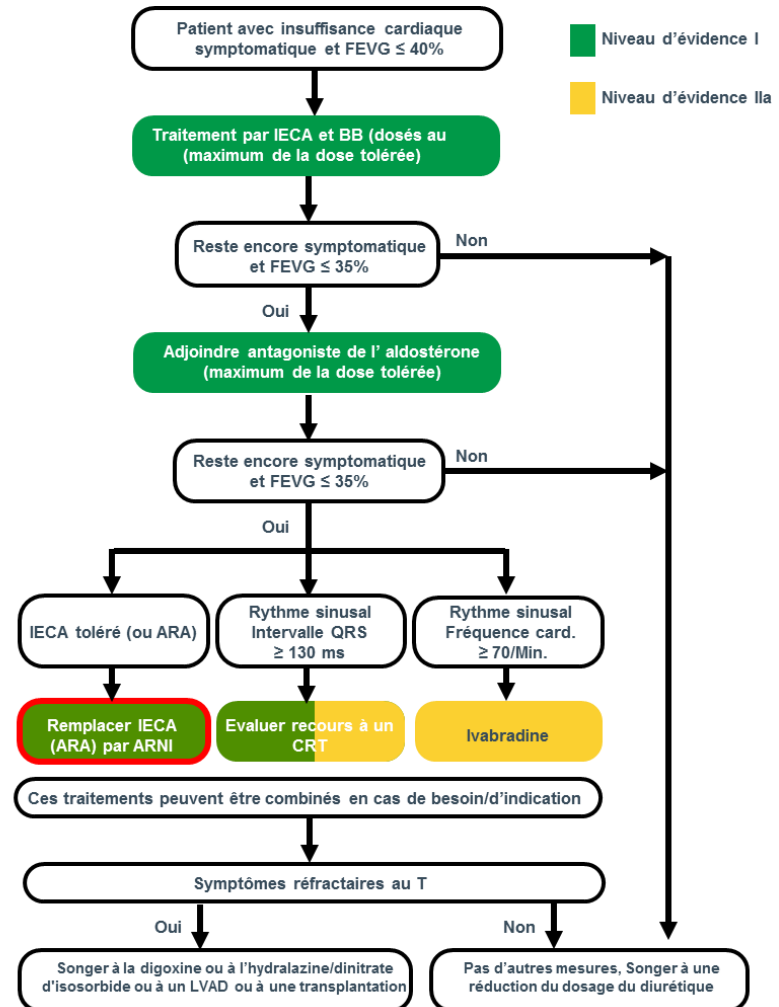 Patient avec insuffisance cardiaque
symptomatique et FEVG ≤ 40%
Niveau d'évidence I
Niveau d'évidence IIa
Traitement par IECA et BB (dosés au
(maximum de la dose tolérée)
Reste encore symptomatique
et FEVG ≤ 35%
Non
Oui
Adjoindre antagoniste de l' aldostérone
(maximum de la dose tolérée)
Reste encore symptomatique
et FEVG ≤ 35%
Non
Oui
IECA toléré (ou ARA)
Rythme sinusal
Intervalle QRS
≥ 130 ms
Rythme sinusal
Fréquence card.
≥ 70/Min.
Remplacer IECA
(ARA) par ARNI
Evaluer recours à un
CRT
Ivabradine
Ces traitements peuvent être combinés en cas de besoin/d'indication
Symptômes réfractaires au T
Oui
Non
Songer à la digoxine ou à l'hydralazine/dinitrate
d'isosorbide ou à un LVAD ou à une transplantation
Pas d'autres mesures, Songer à une
réduction du dosage du diurétique